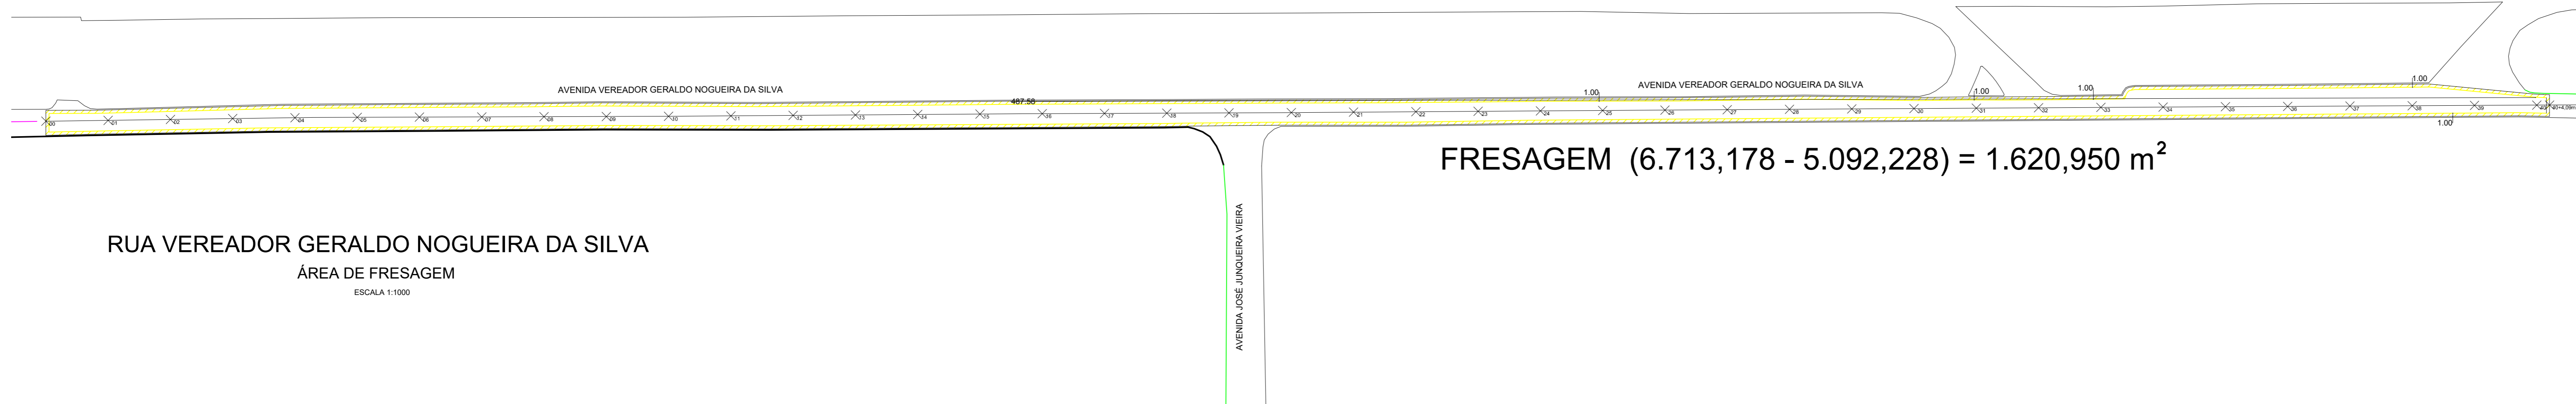 AVENIDA VEREADOR GERALDO NOGUEIRA DA SILVA
487.58
1.00
AVENIDA VEREADOR GERALDO NOGUEIRA DA SILVA
1.00
1.00
1.00
1.00
FRESAGEM (6.713,178 - 5.092,228) = 1.620,950 m²
RUA VEREADOR GERALDO NOGUEIRA DA SILVA
ÁREA DE FRESAGEM
ESCALA 1:1000
AVENIDA JOSÉ JUNQUEIRA VIEIRA